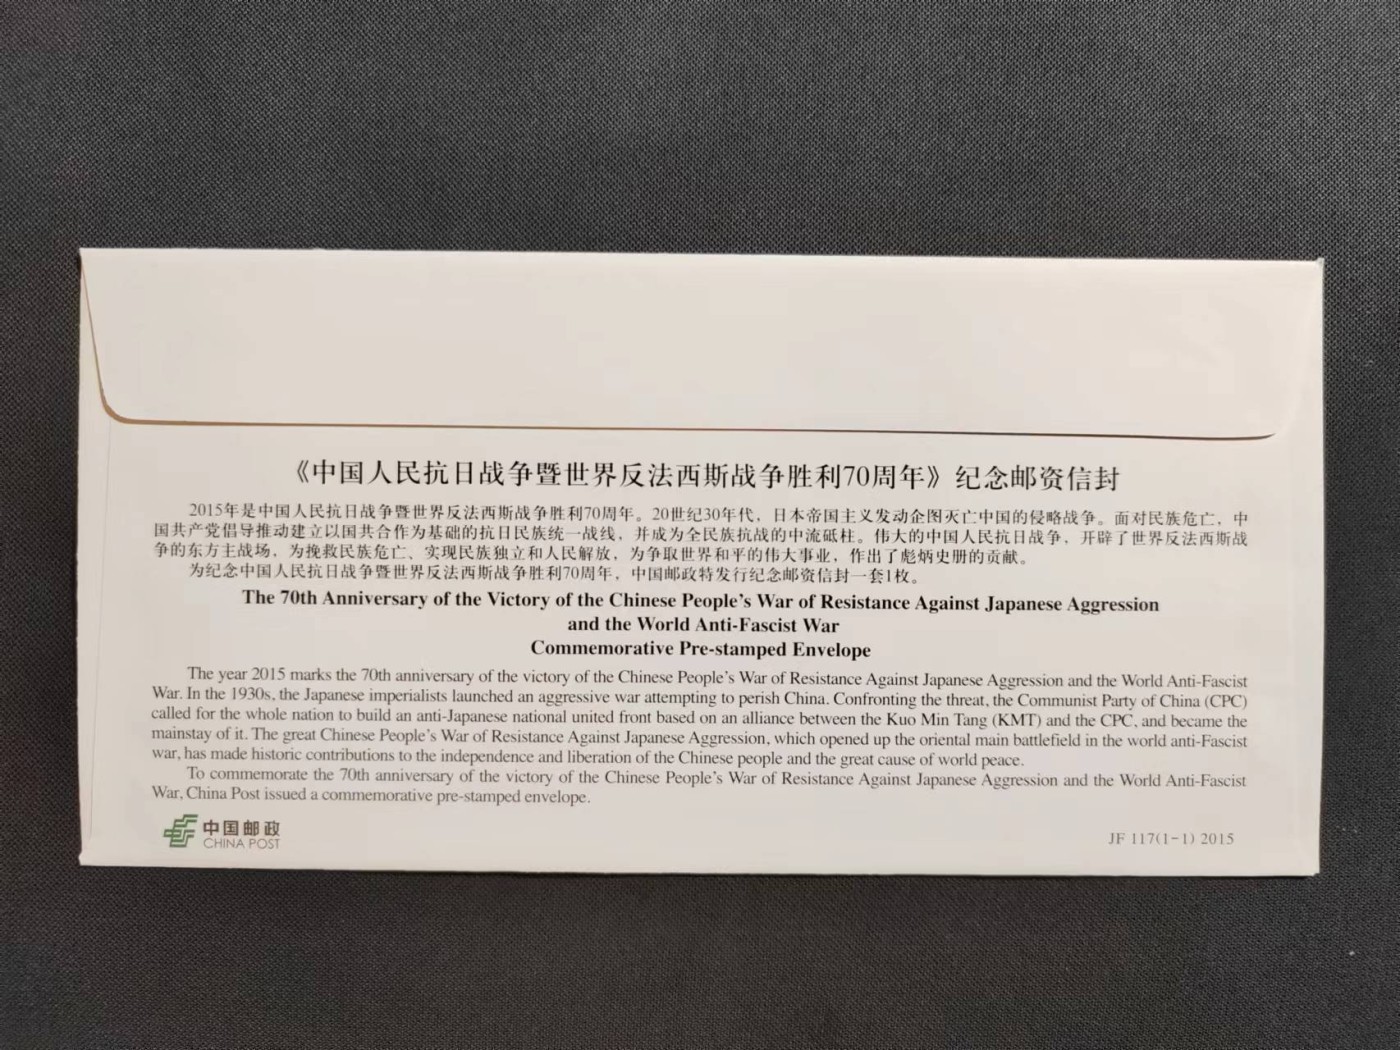 《中国人民抗日战争暨世界反法西斯战争胜利70周年》纪念邮资信封
2015年是中国人民抗日战争暨世界反法西斯战争胜利70周年。20世纪30年代，日本帝国主义发动企图灭亡中国的侵略战争。面对民族危亡，中
国共产党倡导推动建立以国共合作为基础的抗日民族统一战线，并成为全民族抗战的中流砥柱。伟大的中国人民抗日战争，开辟了世界反法西斯战
争的东方主战场，为挽救民族危亡、实现民族独立和人民解放，为争取世界和平的伟大事业，作出了彪炳史册的贡献。
为纪念中国人民抗日战争暨世界反法西斯战争胜利70周年，中国邮政特发行纪念邮资信封一套1枚。
The 70th Anniversary of the Victory of the Chinese People's War of Resistance Against Japanese Aggression
and the World Anti-Fascist War
Commemorative Pre-stamped Envelope
The year 2015 marks the 70th anniversary of the victory of the Chinese People's War of Resistance Against Japanese Aggression and the World Anti-Fascist
War. In the 1930s, the Japanese imperialists launched an aggressive war attempting to perish China. Confronting the threat, the Communist Party of China (CPC)
called for the whole nation to build an anti-Japanese national united front based on an alliance between the Kuo Min Tang (KMT) and the CPC, and became the
mainstay of it. The great Chinese People's War of Resistance Against Japanese Aggression, which opened up the oriental main battlefield in the world anti-Fascist
war, has made historic contributions to the independence and liberation of the Chinese people and the great cause of world peace.
To commemorate the 70th anniversary of the victory of the Chinese People's War of Resistance Against Japanese Aggression and the World Anti-Fascist
War, China Post issued a commemorative pre-stamped envelope.
中国邮政
CHINA POST
JF 117(1-1) 2015